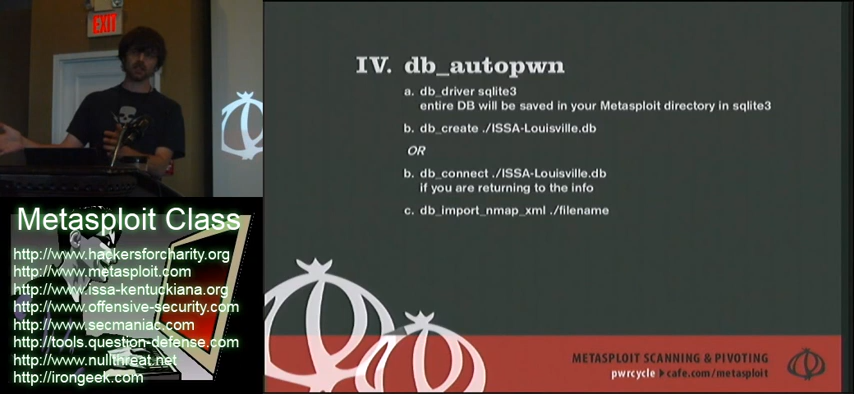 EXIT
IV. db_autopwn
a. db_driver sqlite3
entire DB will be saved in your Metasploit directory in sqlite3
b. db_create ./ISSA-Louisville.db
OR
b. db_connect ./ISSA-Louisville.db
if you are returning to the info
c. db_import_nmap_xml ./filename
METASPLOIT SCANNING & PIVOTING
pwrcycle cafe.com/metasploit
Metasploit Class
http://www.hackersforcharity.org
http://www.metasploit.com
http://www.issa-kentuckiana.org
http://www.offensive-security.com
http://www.secmaniac.com
http://tools.question-defense.com
http://www.nullthreat.net
http://irongeek.com